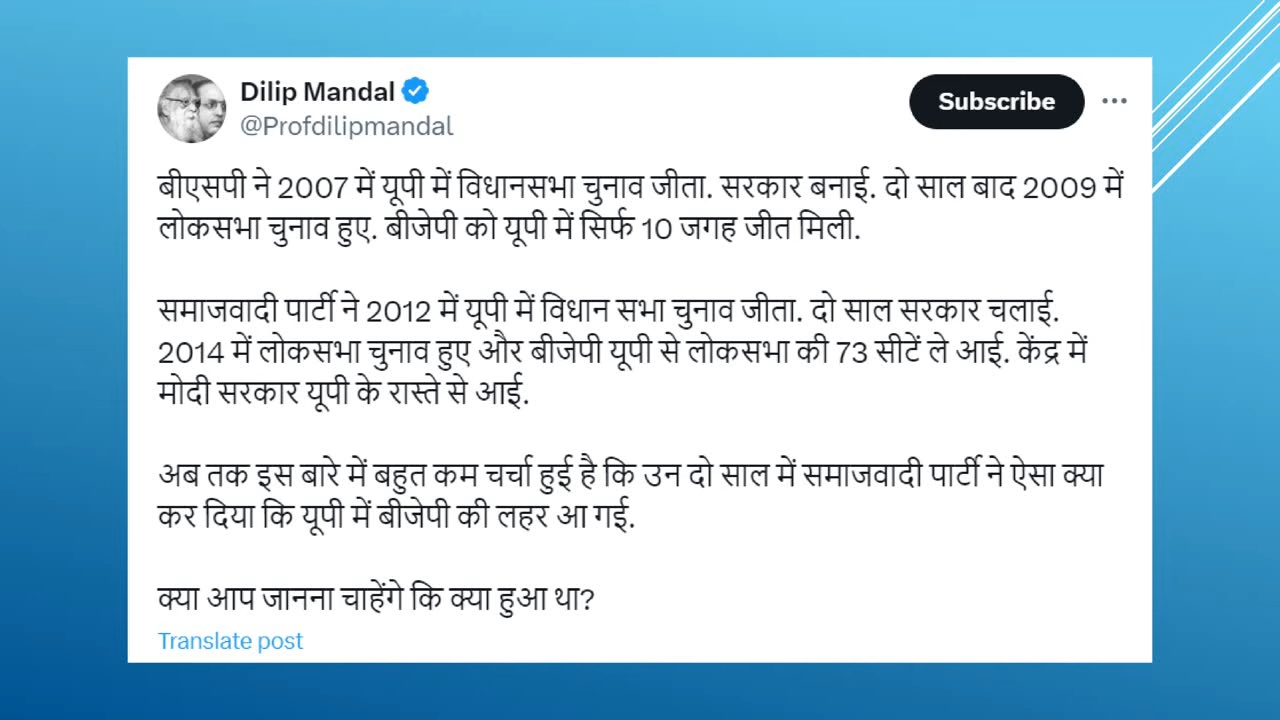 Dilip Mandal
Subscribe
@Profdilipmandal
बीएसपी ने 2007 में यूपी में विधानसभा चुनाव जीता. सरकार बनाई. दो साल बाद 2009 में
लोकसभा चुनाव हुए. बीजेपी को यूपी में सिर्फ 10 जगह जीत मिली.
समाजवादी पार्टी ने 2012 में यूपी में विधान सभा चुनाव जीता. दो साल सरकार चलाई.
2014 में लोकसभा चुनाव हुए और बीजेपी यूपी से लोकसभा की 73 सीटें ले आई. केंद्र में
मोदी सरकार यूपी के रास्ते से आई.
अब तक इस बारे में बहुत कम चर्चा हुई है कि उन दो साल में समाजवादी पार्टी ने ऐसा क्या
कर दिया कि यूपी में बीजेपी की लहर आ गई.
क्या आप जानना चाहेंगे कि क्या हुआ था?
Translate post